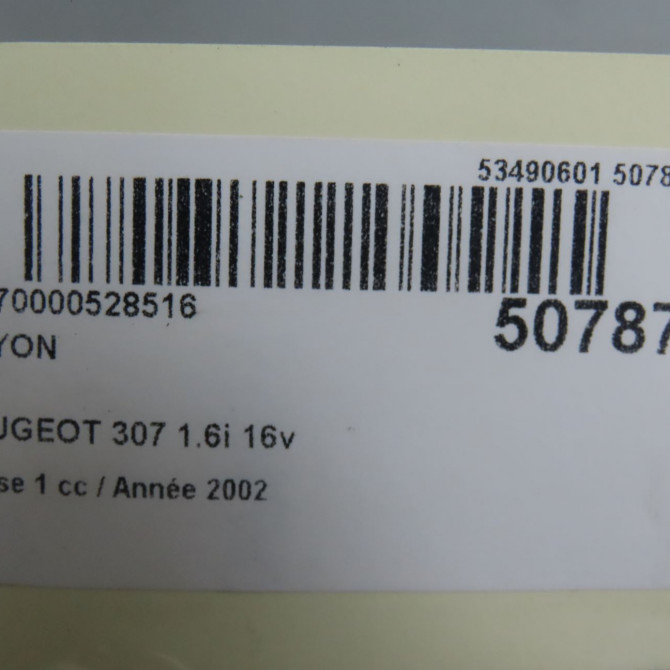 53490601 5078
70000528516
50787
YON
UGEOT 307 1.6i 16v
se 1 cc / Année 2002